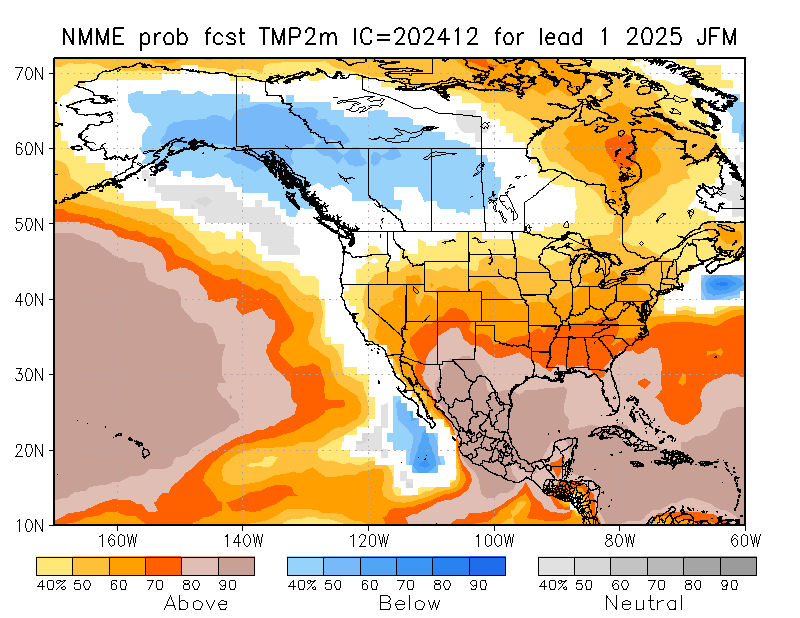 NMME prob fcst TMP2m IC=202412 for lead 1 2025 JFM
70N
60N
50N
40N
30N
20N
10N
160W 140W 120W 100W 80W 60W
40% 50 60 70 80 90 40% 50 60 70 80 90 40% 50 60 70 80 90
Above Below Neutral